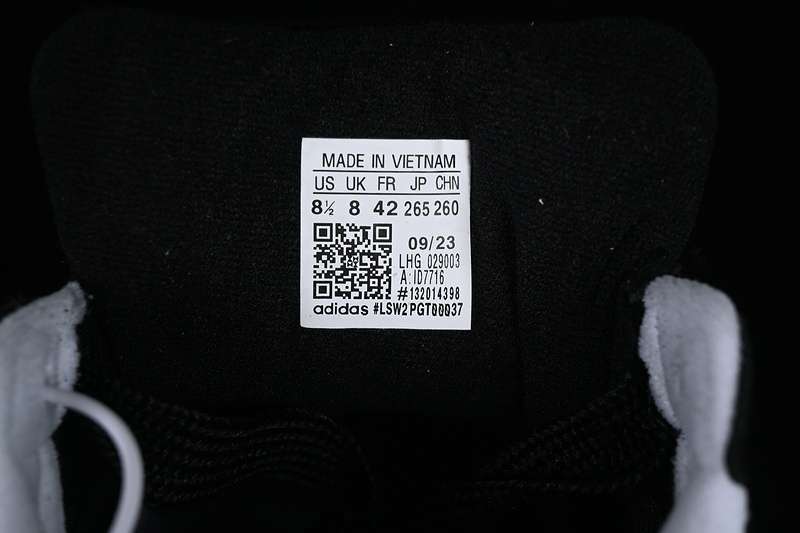 MADE IN VIETNAM
US UK FR JP CHN
8½ 8 42 265 260
09/23
LHG 029003
A: ID7716
#132014398
adidas #LSW2PGT00037